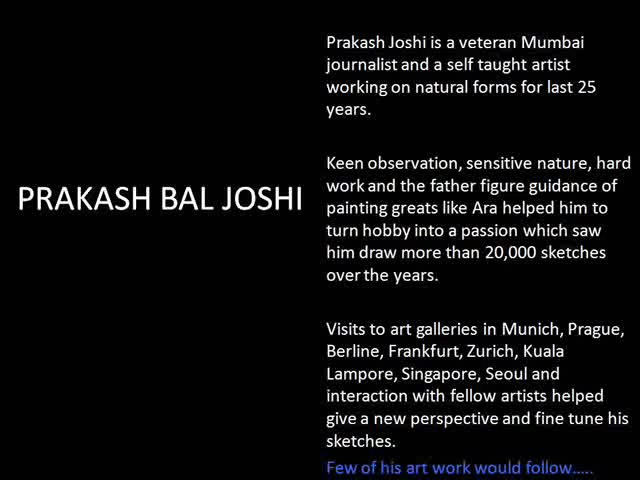 PRAKASH BAL JOSHI
Prakash Joshi is a veteran Mumbai
journalist and a self taught artist
working on natural forms for last 25
years.
Keen observation, sensitive nature, hard
work and the father figure guidance of
painting greats like Ara helped him to
turn hobby into a passion which saw
him draw more than 20,000 sketches
over the years.
Visits to art galleries in Munich, Prague,
Berline, Frankfurt, Zurich, Kuala
Lampore, Singapore, Seoul and
interaction with fellow artists helped
give a new perspective and fine tune his
sketches.
Few of his art work would follow.....